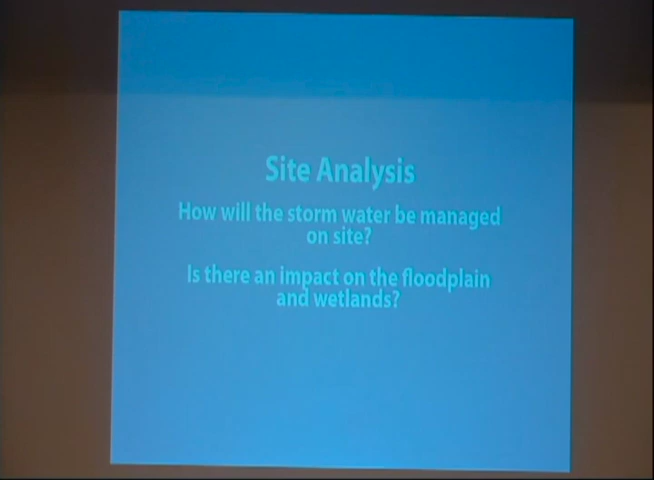 Site Analysis
How will the storm water be managed
on site?
Is there an impact on the floodplain
and wetlands?